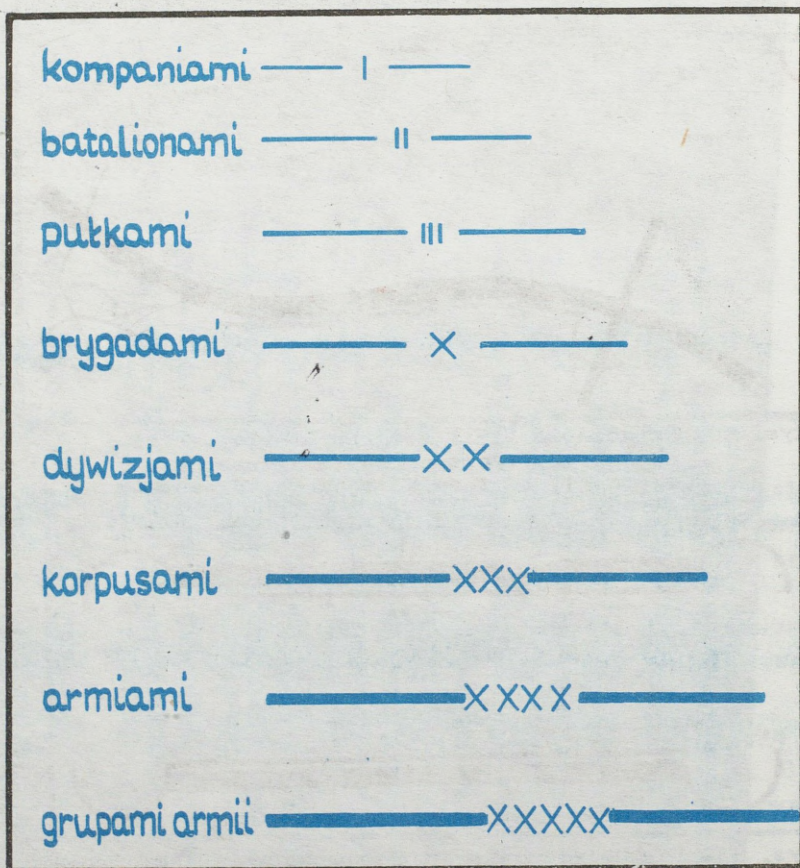 kompaniami I
batalionami II
pułkami III
brygadami X
dywizjami XX
korpusami XXX
armiami XXXX
grupami armii XXXXX